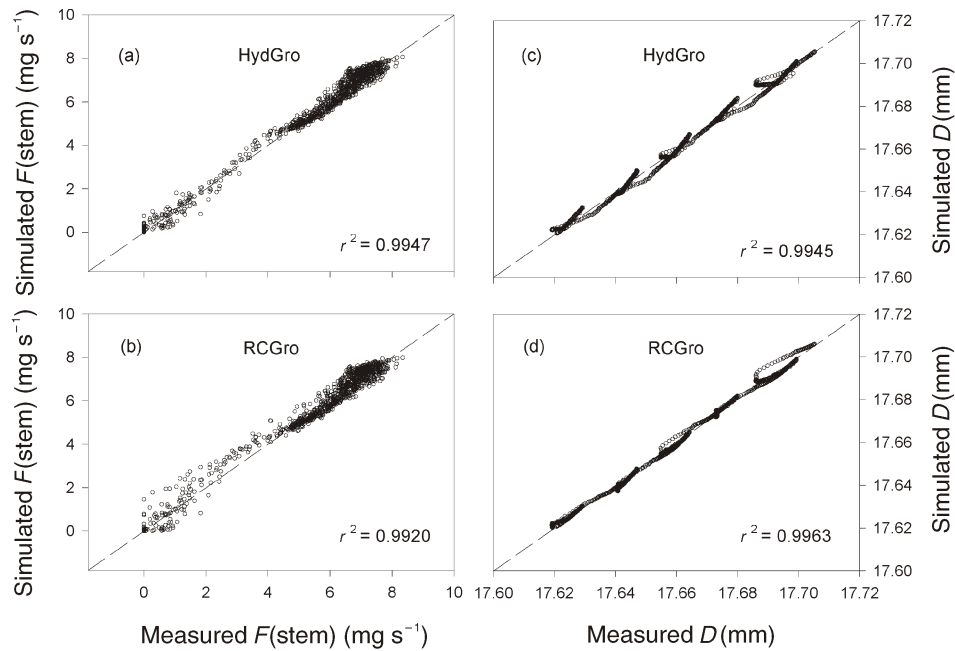 (a) HydGro
r² = 0.9947
Simulated F(stem) (mg s⁻¹)
10
8
6
4
2
0
(c) HydGro
r² = 0.9945
17.72
17.70
17.68
17.66
17.64
17.62
17.60
Simulated D (mm)
(b) RCGro
r² = 0.9920
Simulated F(stem) (mg s⁻¹)
10
8
6
4
2
0
0 2 4 6 8 10
Measured F(stem) (mg s⁻¹)
(d) RCGro
r² = 0.9963
17.72
17.70
17.68
17.66
17.64
17.62
17.60
Simulated D (mm)
17.60 17.62 17.64 17.66 17.68 17.70 17.72
Measured D (mm)